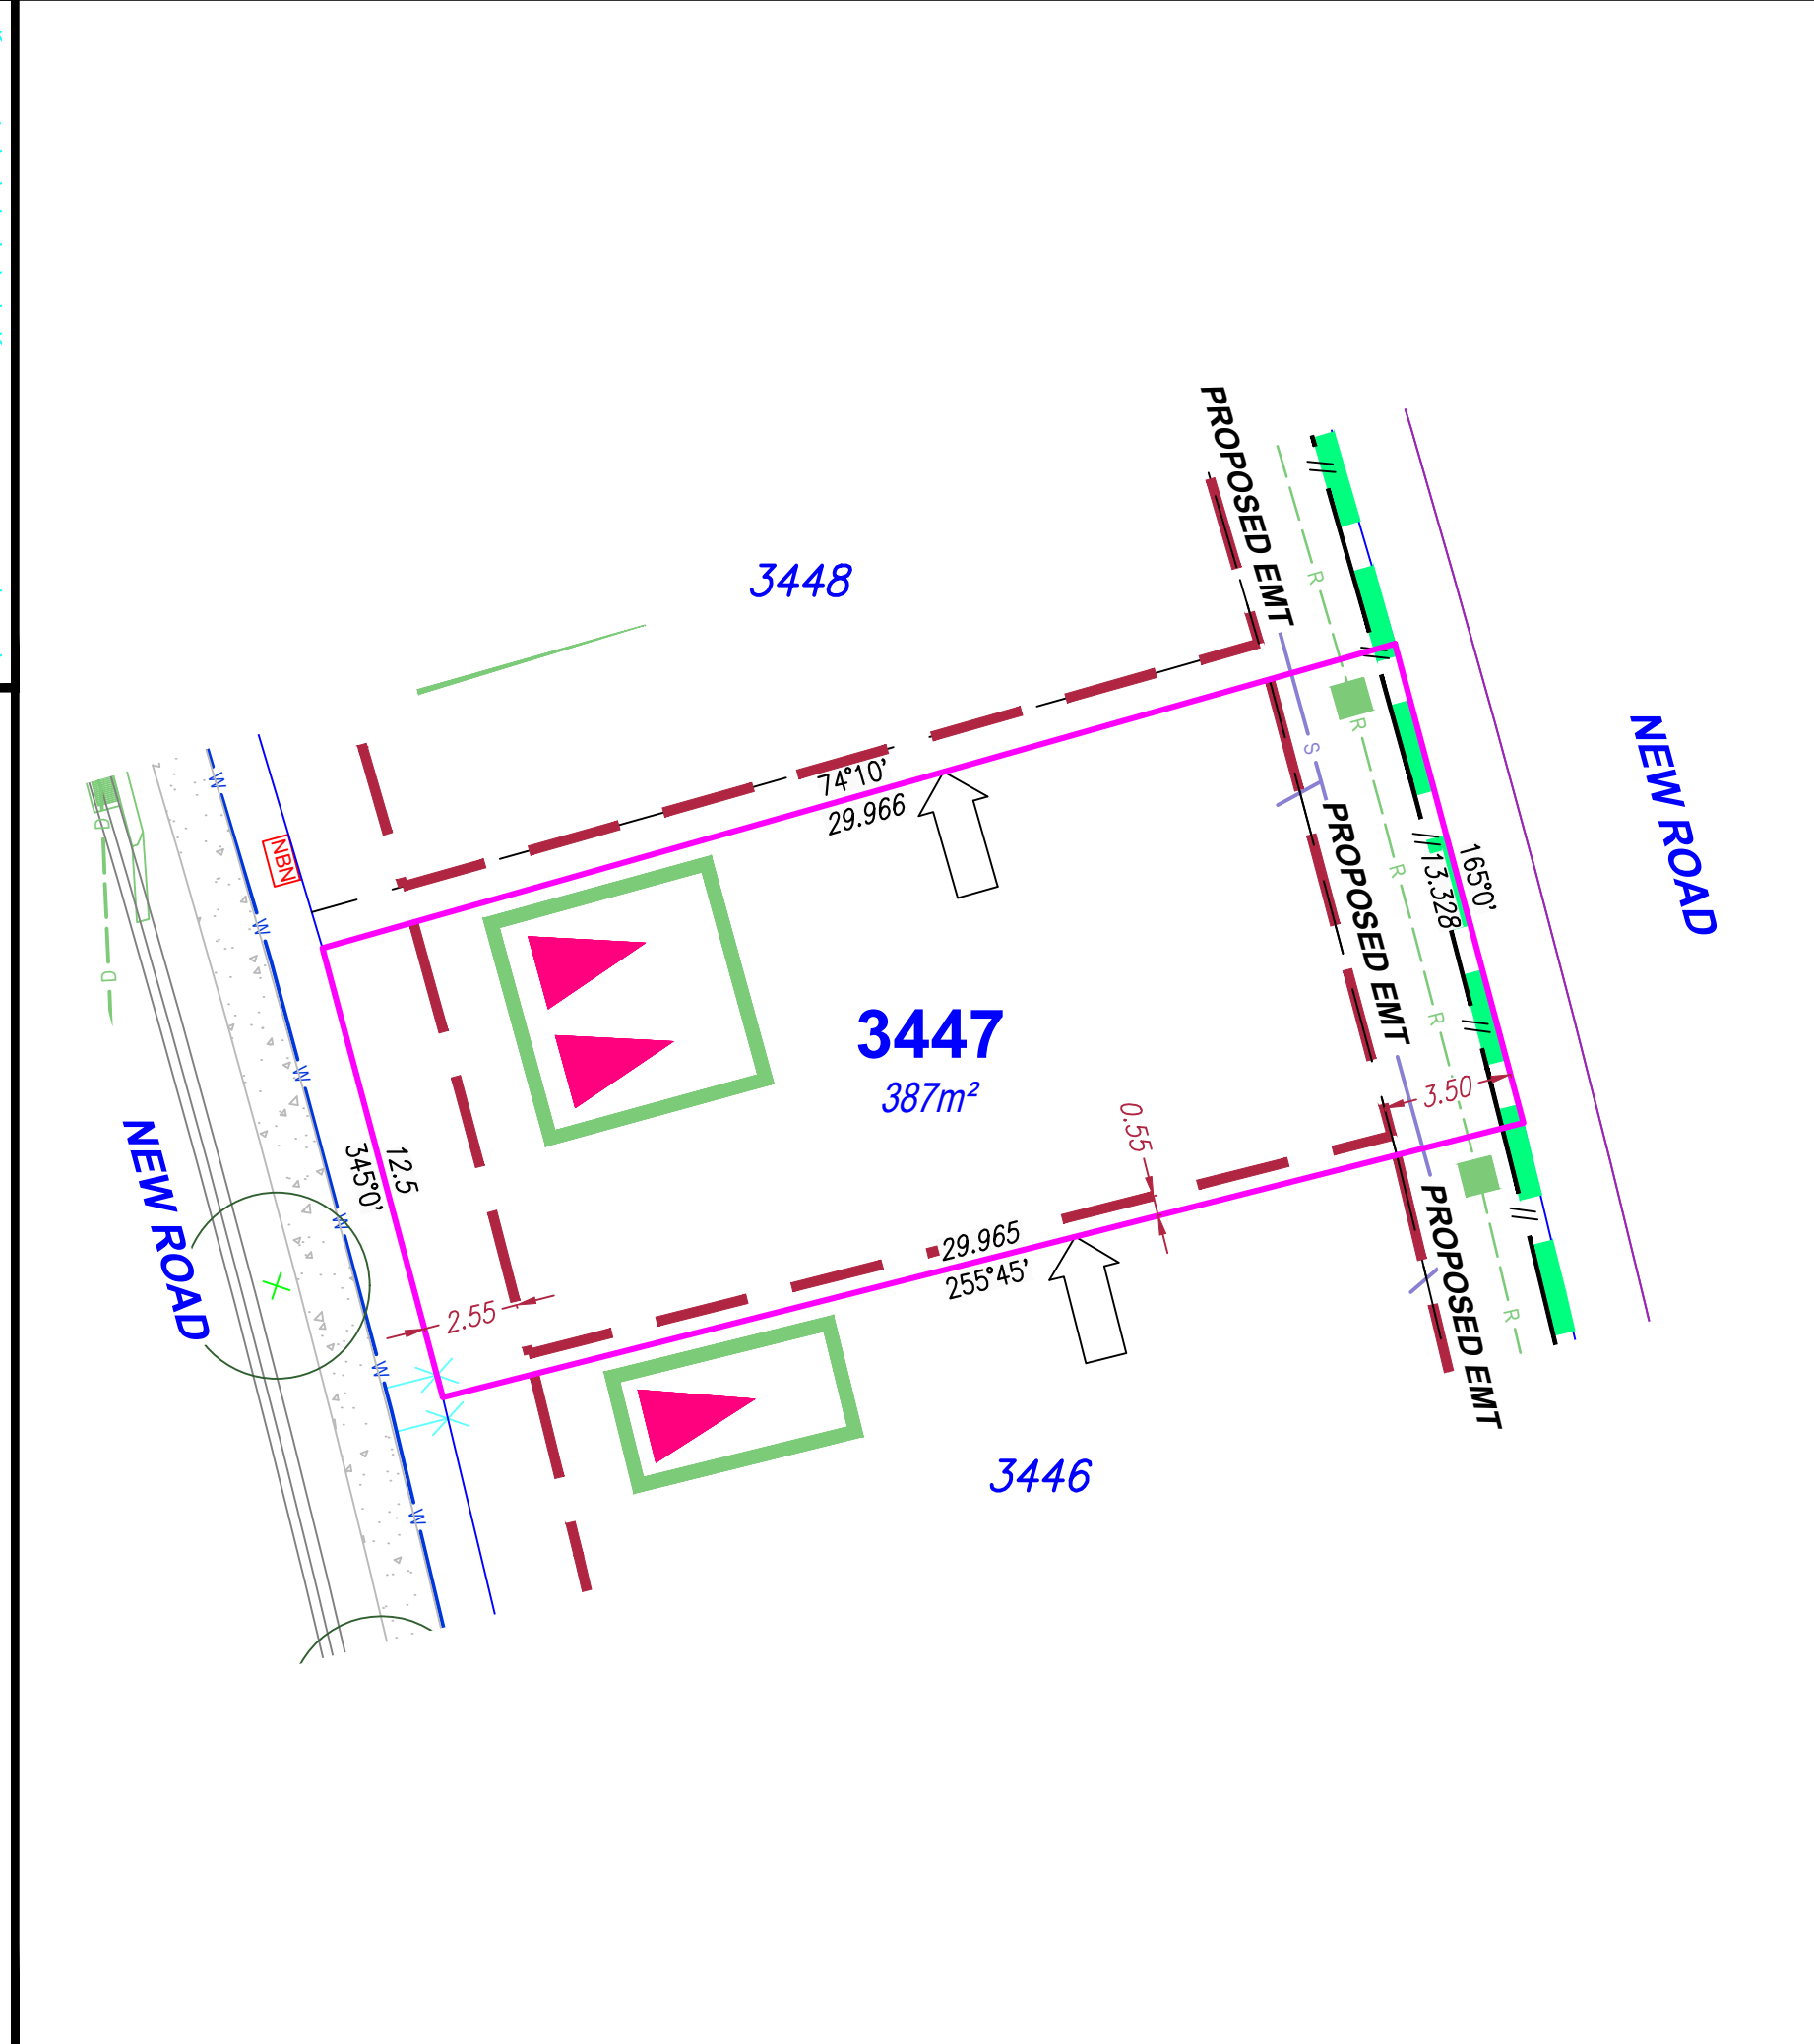 PROPOSED EMT
3448
R
NEW ROAD
S
R
W
74°10'
29.966
D
NBN
PROPOSED EMT
165°0'
13.328
R
W
D
3447
387m²
R
W
3.50
0.55
NEW ROAD
12.5
345°0'
W
29.965
255°45'
PROPOSED EMT
2.55
R
W
3446
W